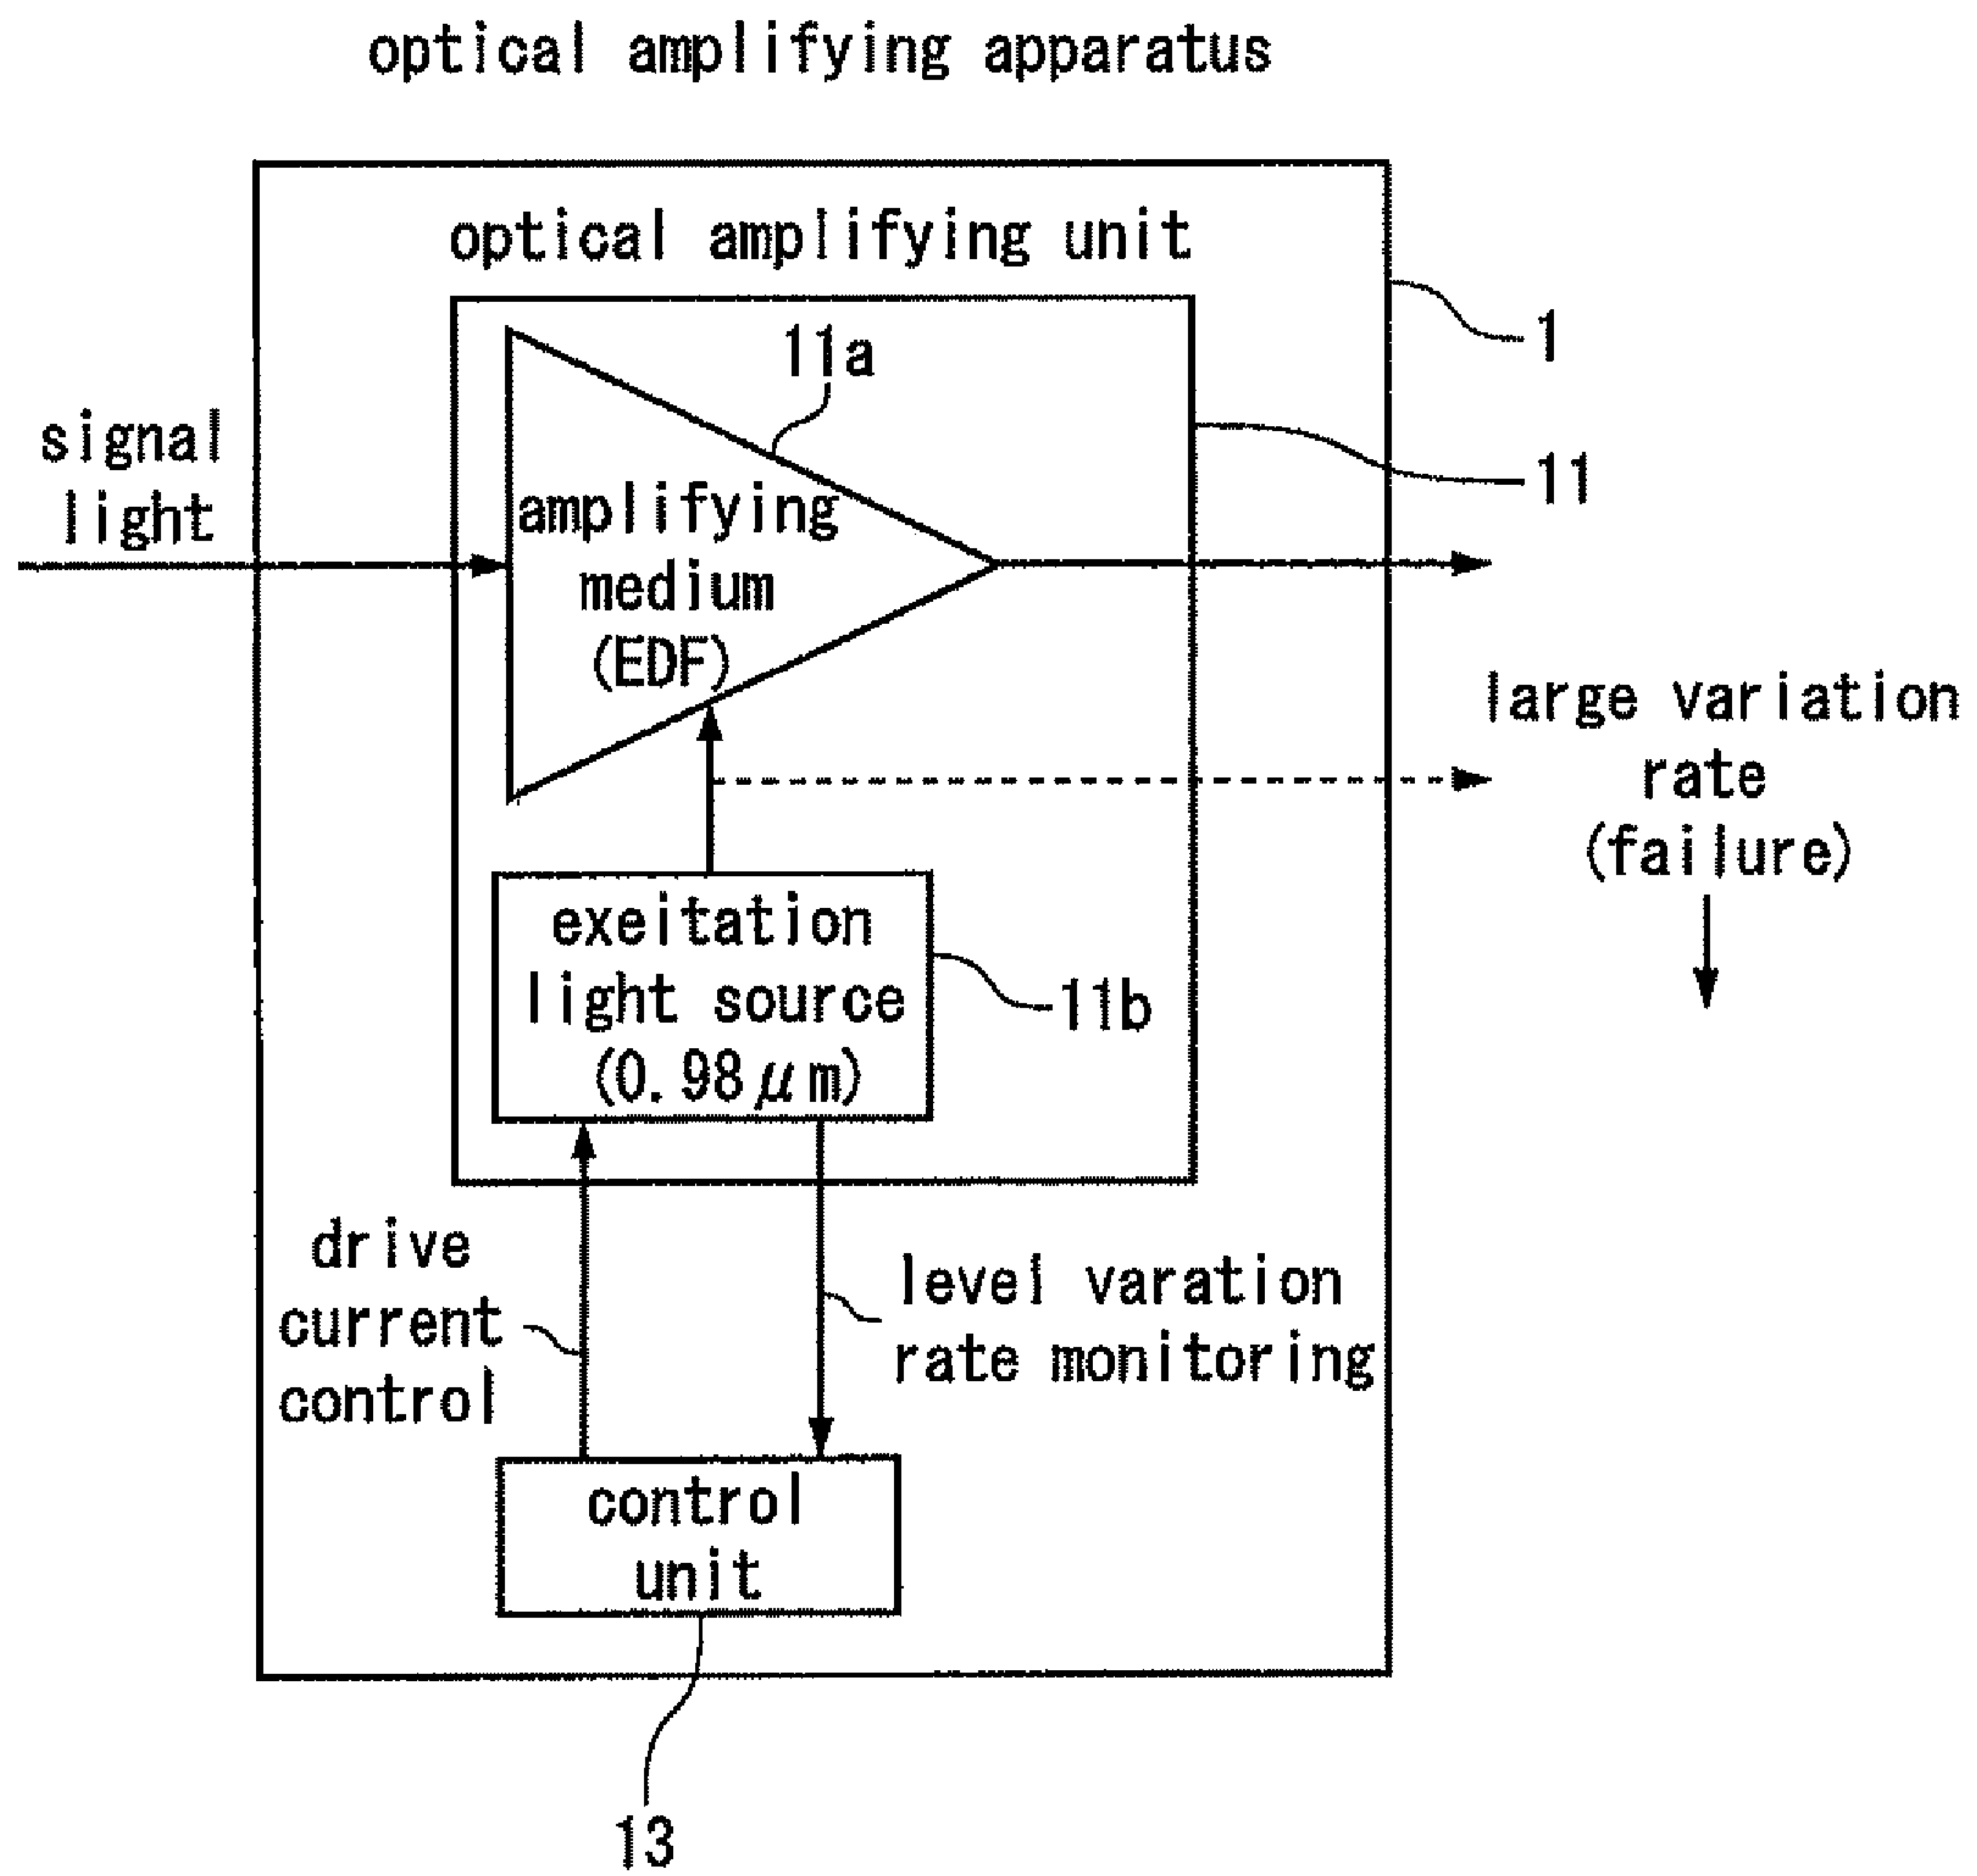 optical amplifying apparatus
optical amplifying unit
1
11a
11
signal
light
amplifying
medium
(EDF)
large variation
rate
(failure)
exeitation
light source
(0.98μm)
11b
drive
current
control
level varation
rate monitoring
control
unit
13